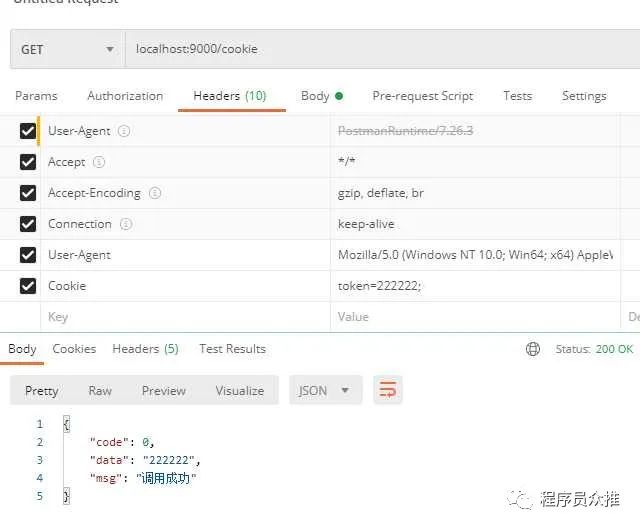 Untitled Request
GET localhost:9000/cookie
Params Authorization Headers (10) Body Pre-request Script Tests Settings
User-Agent PostmanRuntime/7.26.3
Accept */*
Accept-Encoding gzip, deflate, br
Connection keep-alive
User-Agent Mozilla/5.0 (Windows NT 10.0; Win64; x64) Apple
Cookie token=222222;
Key Value De
Body Cookies Headers (5) Test Results Status: 200 OK
Pretty Raw Preview Visualize JSON
1 {
2 "code": 0,
3 "data": "222222",
4 "msg": "调用成功"
5 }
程序员众推